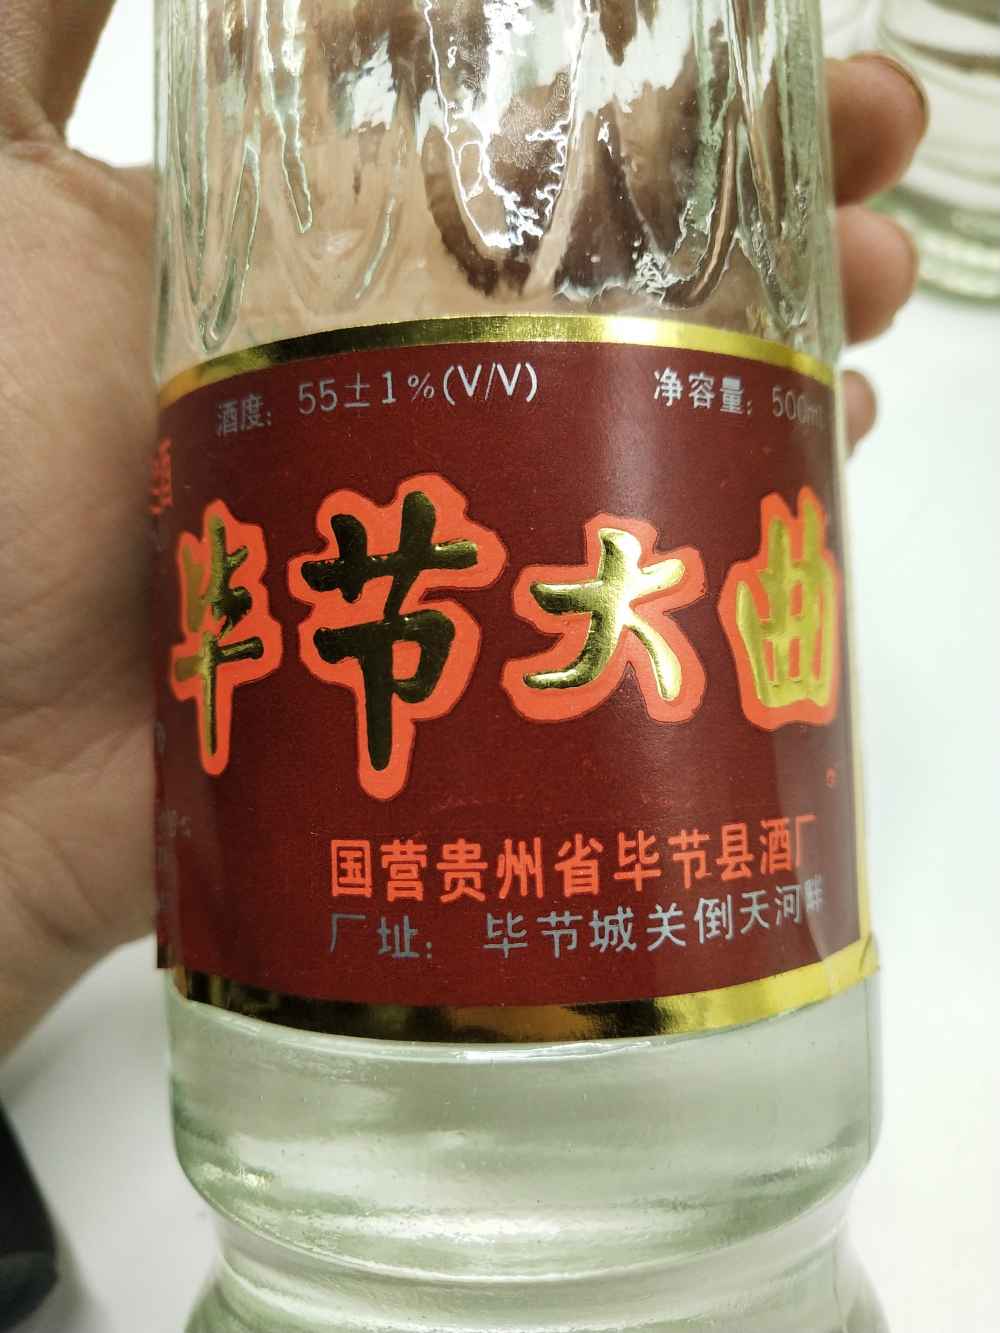 酒度: 55±1%(V/V) 净容量: 500ml
毕节大曲
国营贵州省毕节县酒厂
厂址: 毕节城关倒天河畔